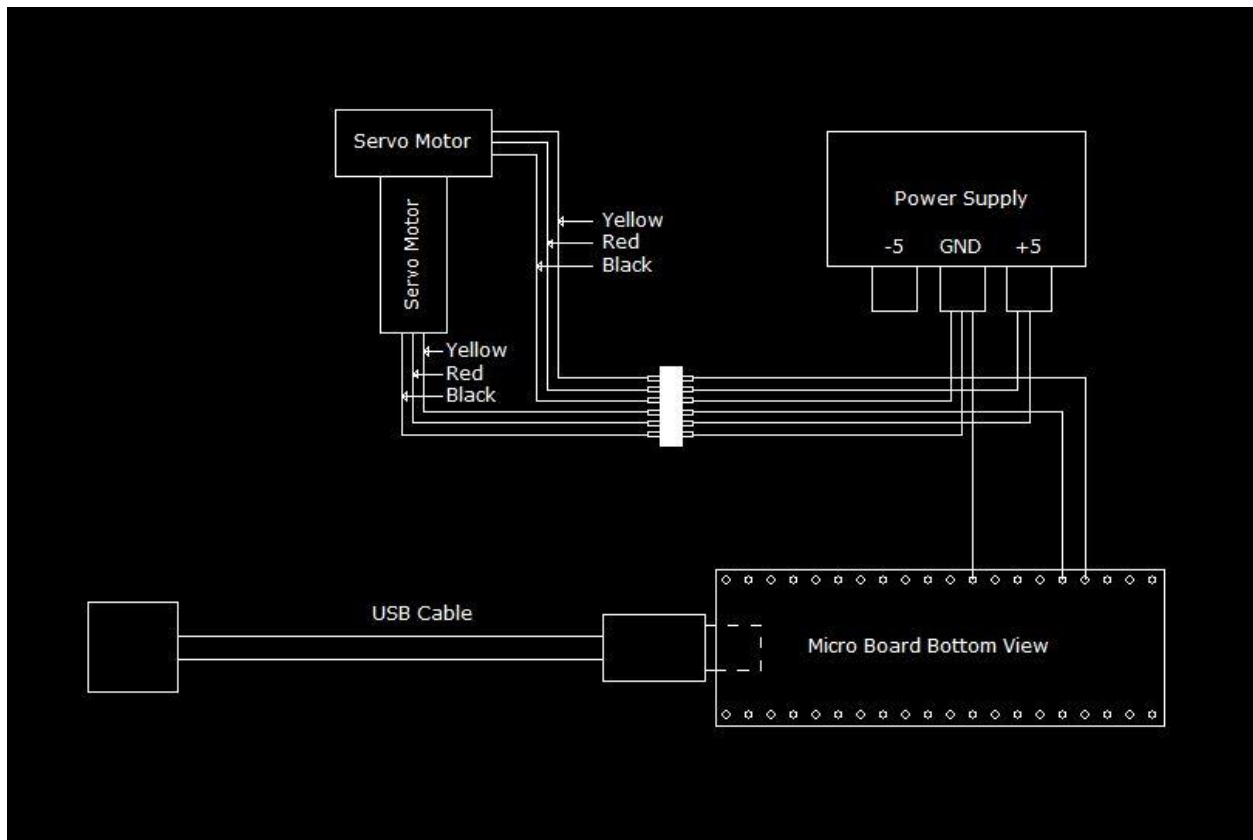 Servo Motor
Servo Motor
Yellow
Red
Black
Yellow
Red
Black
Power Supply
-5 GND +5
USB Cable
Micro Board Bottom View